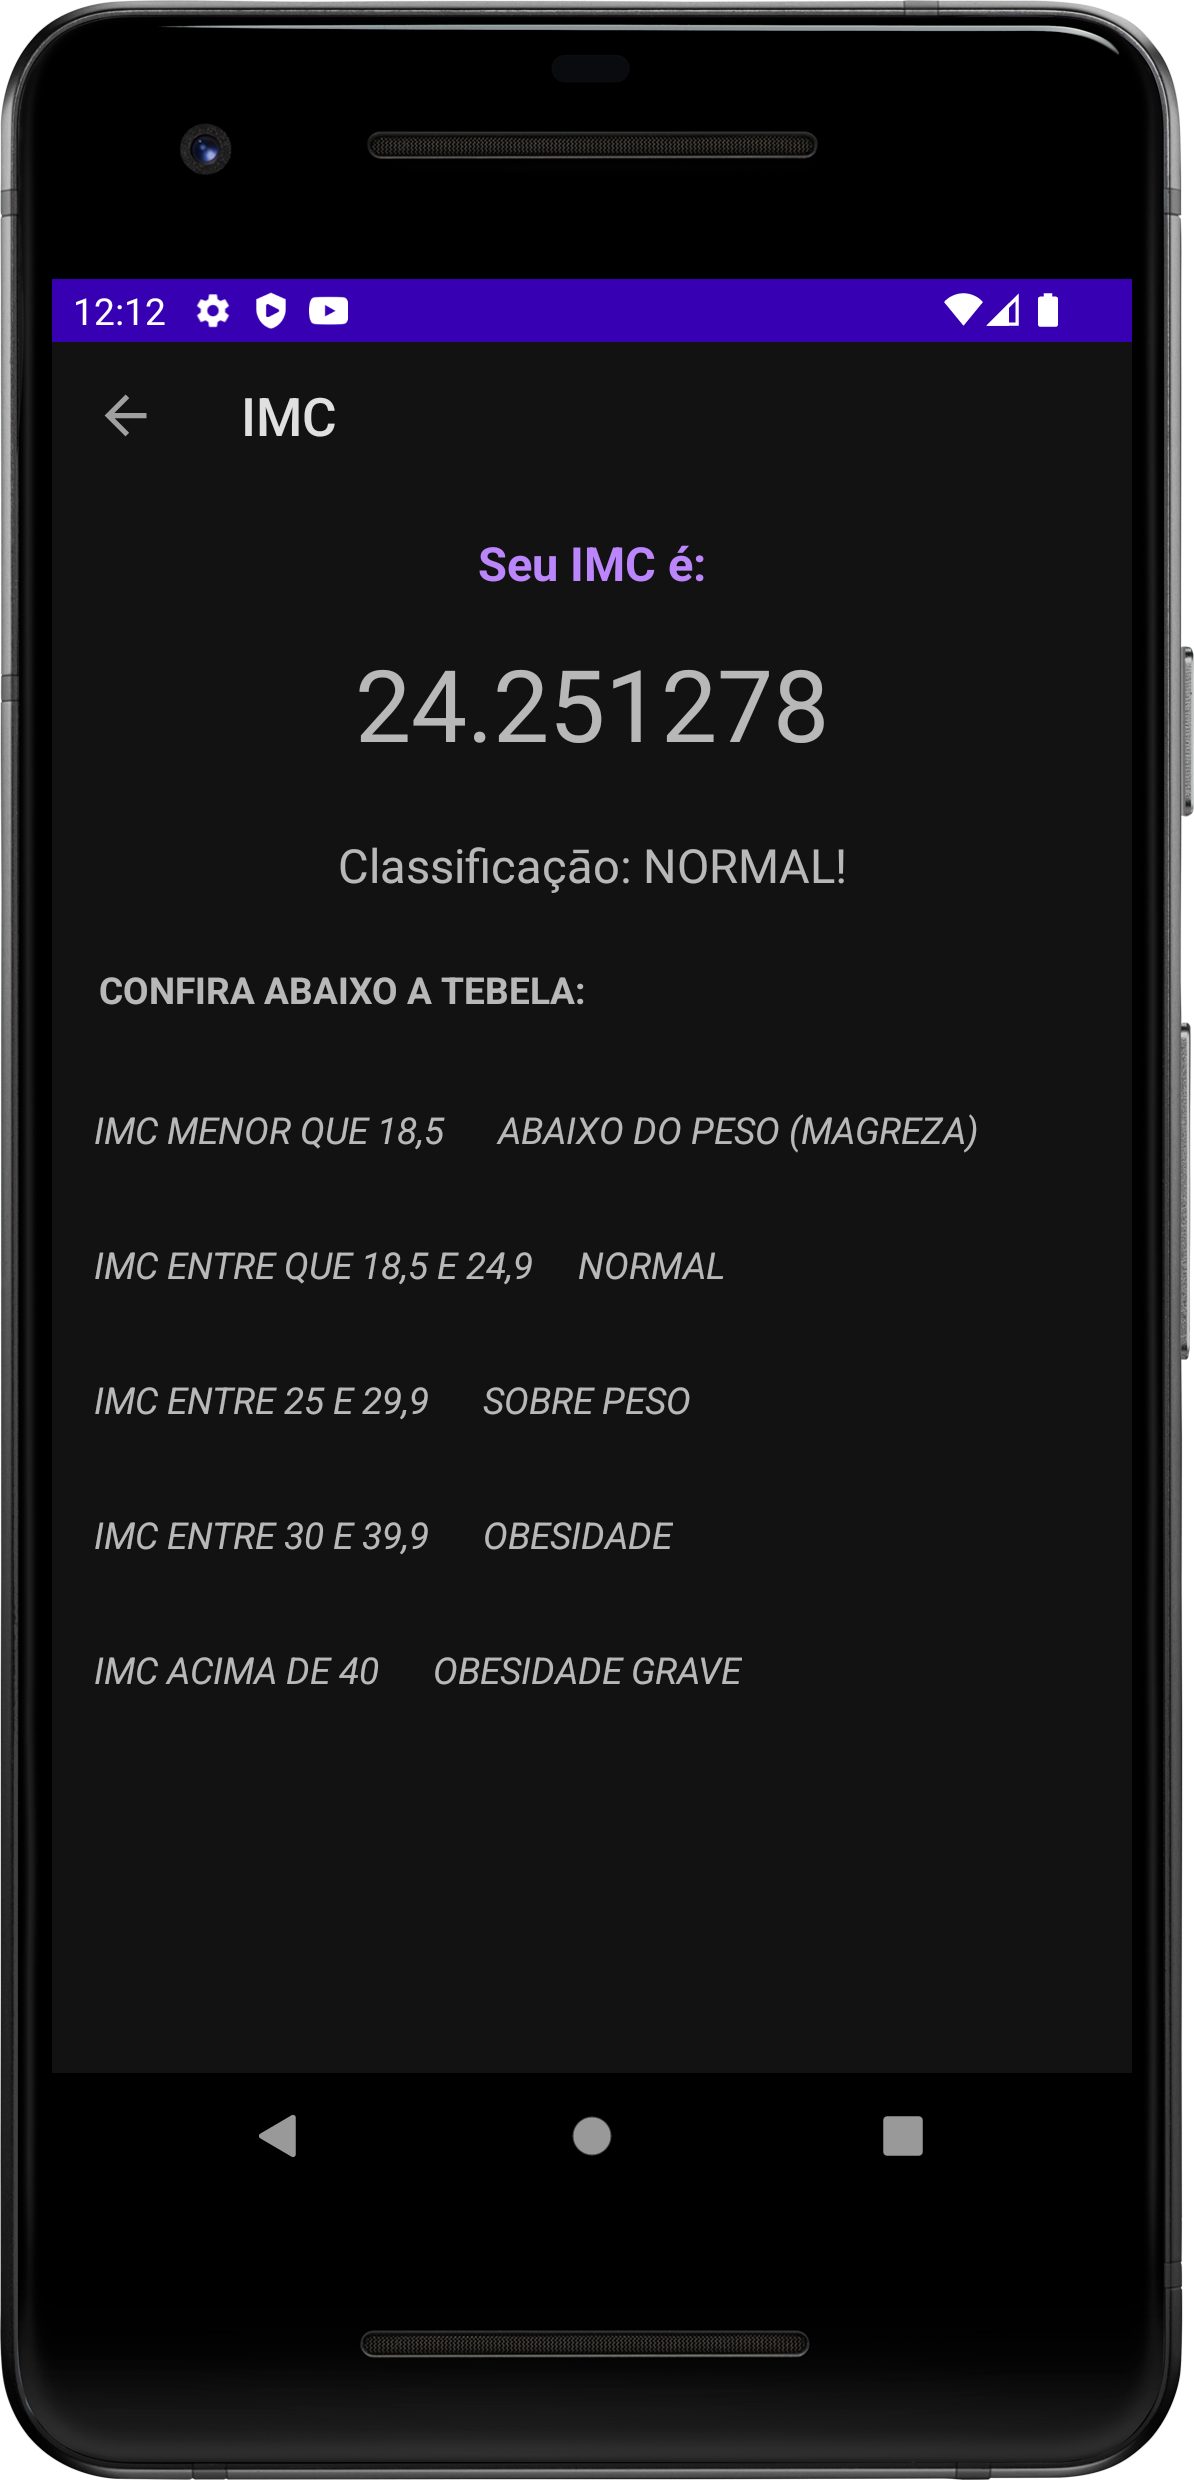 12:12
IMC
Seu IMC é:
24.251278
Classificação: NORMAL!
CONFIRA ABAIXO A TEBELA:
IMC MENOR QUE 18,5 ABAIXO DO PESO (MAGREZA)
IMC ENTRE QUE 18,5 E 24,9 NORMAL
IMC ENTRE 25 E 29,9 SOBRE PESO
IMC ENTRE 30 E 39,9 OBESIDADE
IMC ACIMA DE 40 OBESIDADE GRAVE